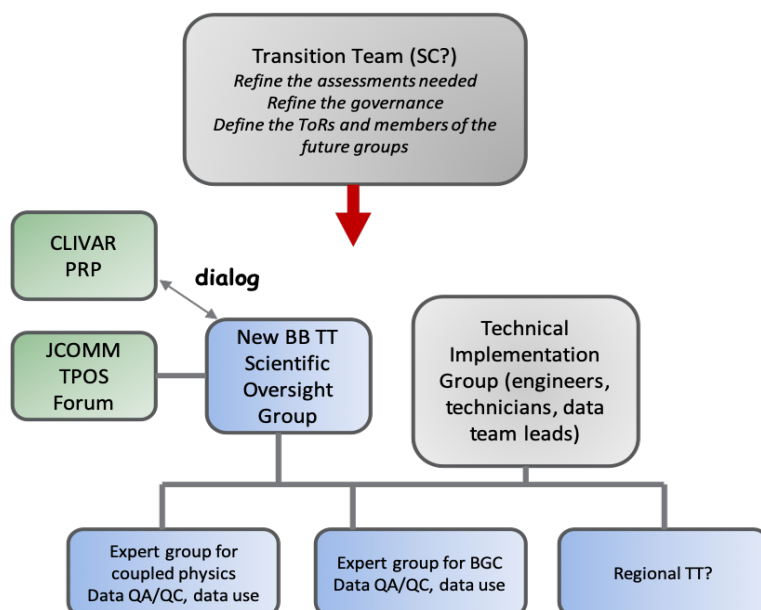 Transition Team (SC?)
Refine the assessments needed
Refine the governance
Define the ToRs and members of the
future groups
CLIVAR
PRP
dialog
JCOMM
TPOS
Forum
New BB TT
Scientific
Oversight
Group
Technical
Implementation
Group (engineers,
technicians, data
team leads)
Expert group for
coupled physics
Data QA/QC, data use
Expert group for BGC
Data QA/QC, data use
Regional TT?